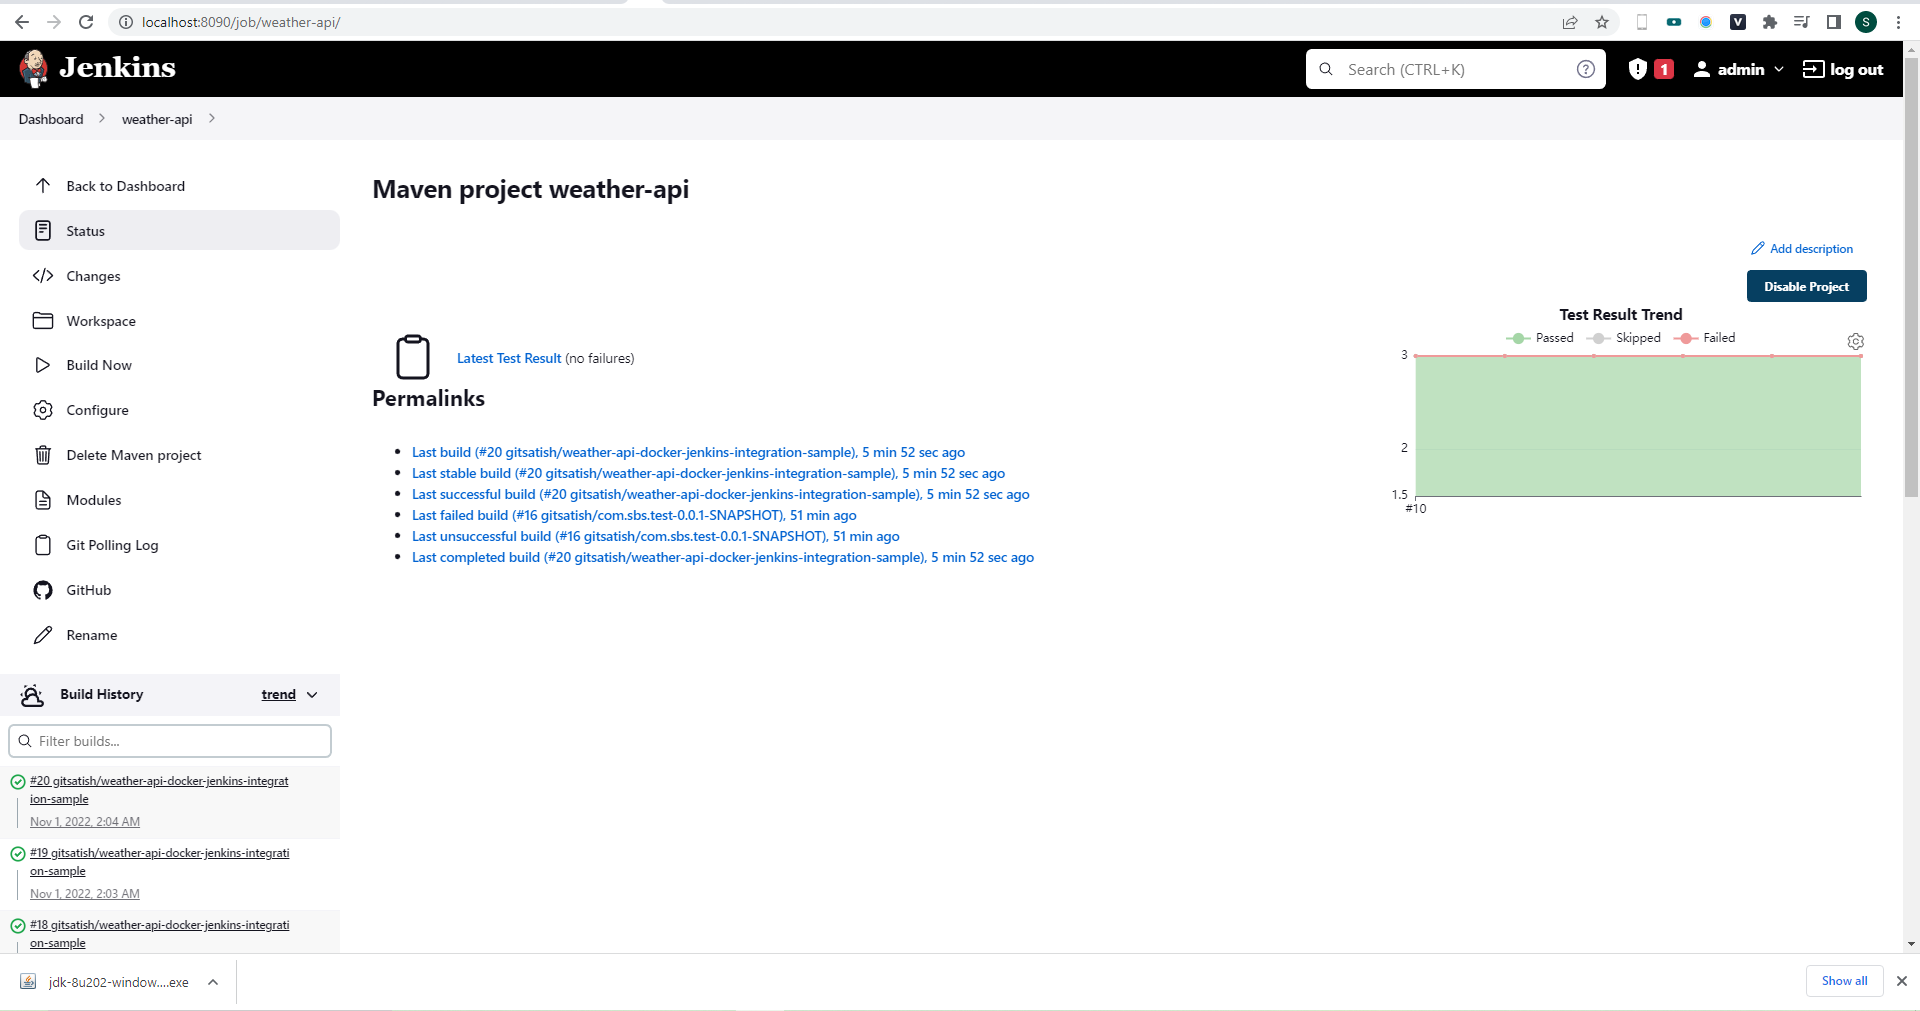 localhost:8090/job/weather-api/
S
Jenkins
Search (CTRL+K)
1
admin
log out
Dashboard
weather-api
Back to Dashboard
Status
Changes
Workspace
Build Now
Configure
Delete Maven project
Modules
Git Polling Log
GitHub
Rename
Build History
trend
Filter builds...
#20 gitsatish/weather-api-docker-jenkins-integrat
ion-sample
Nov 1, 2022, 2:04 AM
#19 gitsatish/weather-api-docker-jenkins-integrati
on-sample
Nov 1, 2022, 2:03 AM
#18 gitsatish/weather-api-docker-jenkins-integrati
on-sample
Maven project weather-api
Add description
Disable Project
Latest Test Result (no failures)
Permalinks
Last build (#20 gitsatish/weather-api-docker-jenkins-integration-sample), 5 min 52 sec ago
Last stable build (#20 gitsatish/weather-api-docker-jenkins-integration-sample), 5 min 52 sec ago
Last successful build (#20 gitsatish/weather-api-docker-jenkins-integration-sample), 5 min 52 sec ago
Last failed build (#16 gitsatish/com.sbs.test-0.0.1-SNAPSHOT), 51 min ago
Last unsuccessful build (#16 gitsatish/com.sbs.test-0.0.1-SNAPSHOT), 51 min ago
Last completed build (#20 gitsatish/weather-api-docker-jenkins-integration-sample), 5 min 52 sec ago
Test Result Trend
Passed
Skipped
Failed
3
2
1.5
#10
jdk-8u202-window....exe
Show all